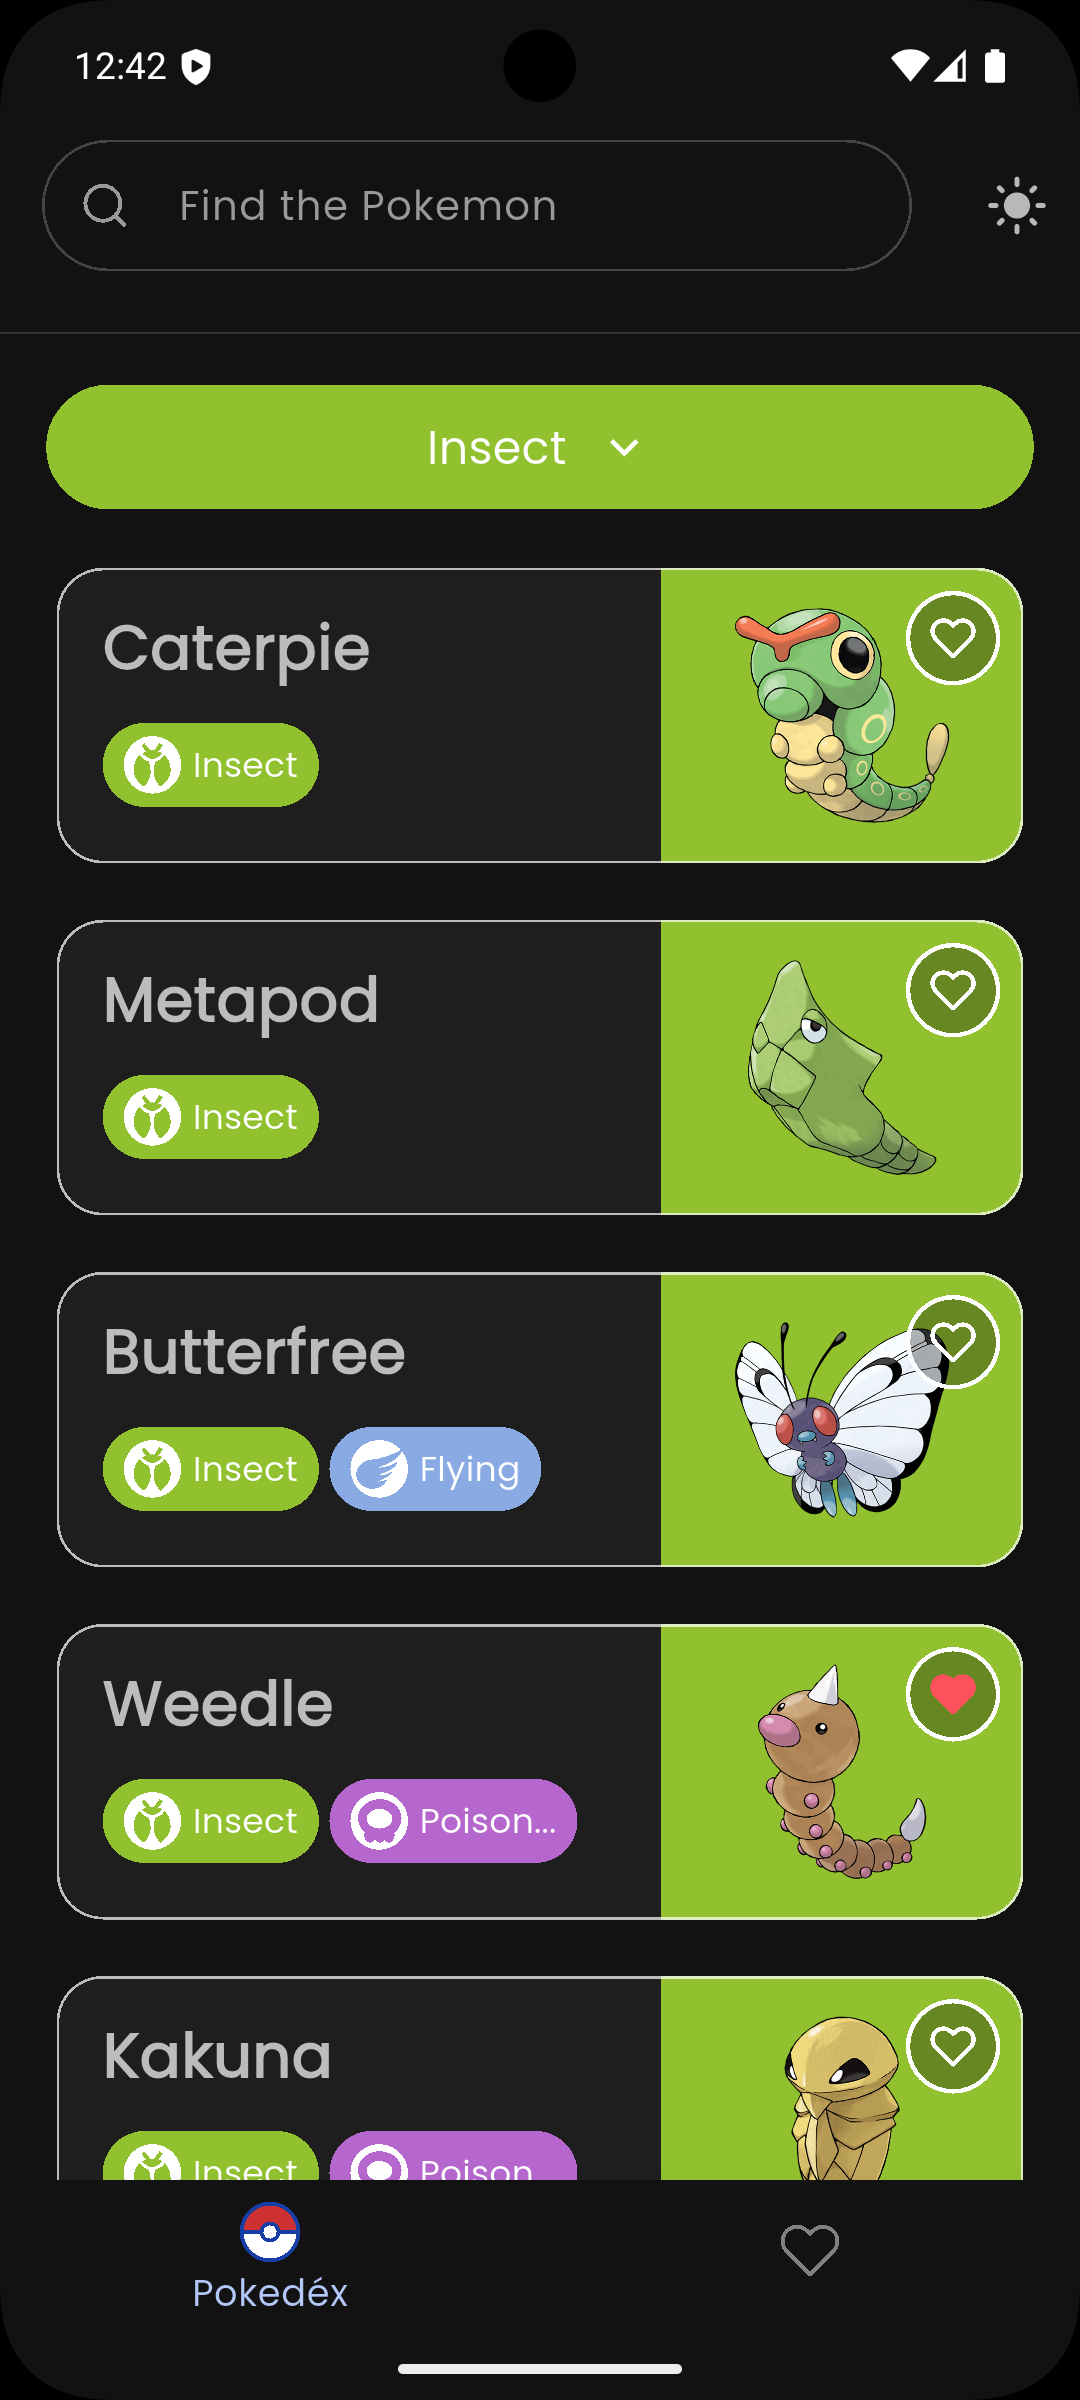 12:42
Find the Pokemon
Insect
Caterpie
Insect
Metapod
Insect
Butterfree
Insect Flying
Weedle
Insect Poison...
Kakuna
Insect Poison
Pokedéx